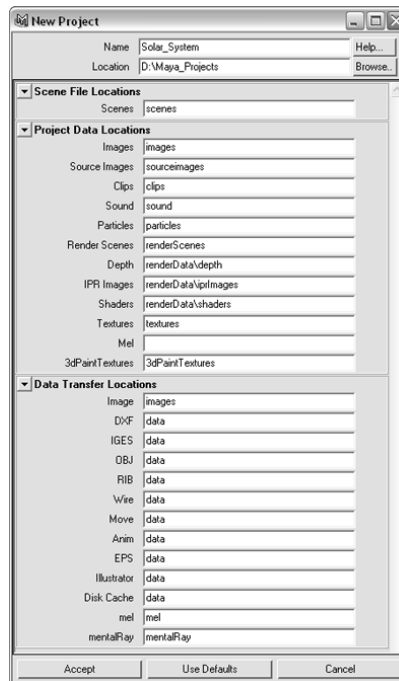 New Project
Name Solar_System Help...
Location D:\Maya_Projects Browse..
Scene File Locations
Scenes scenes
Project Data Locations
Images images
Source Images sourceimages
Clips clips
Sound sound
Particles particles
Render Scenes renderScenes
Depth renderData\depth
IPR Images renderData\iprImages
Shaders renderData\shaders
Textures textures
Mel
3dPaintTextures 3dPaintTextures
Data Transfer Locations
Image images
DXF data
IGES data
OBJ data
RIB data
Wire data
Move data
Anim data
EPS data
Illustrator data
Disk Cache data
mel mel
mentalRay mentalRay
Accept Use Defaults Cancel